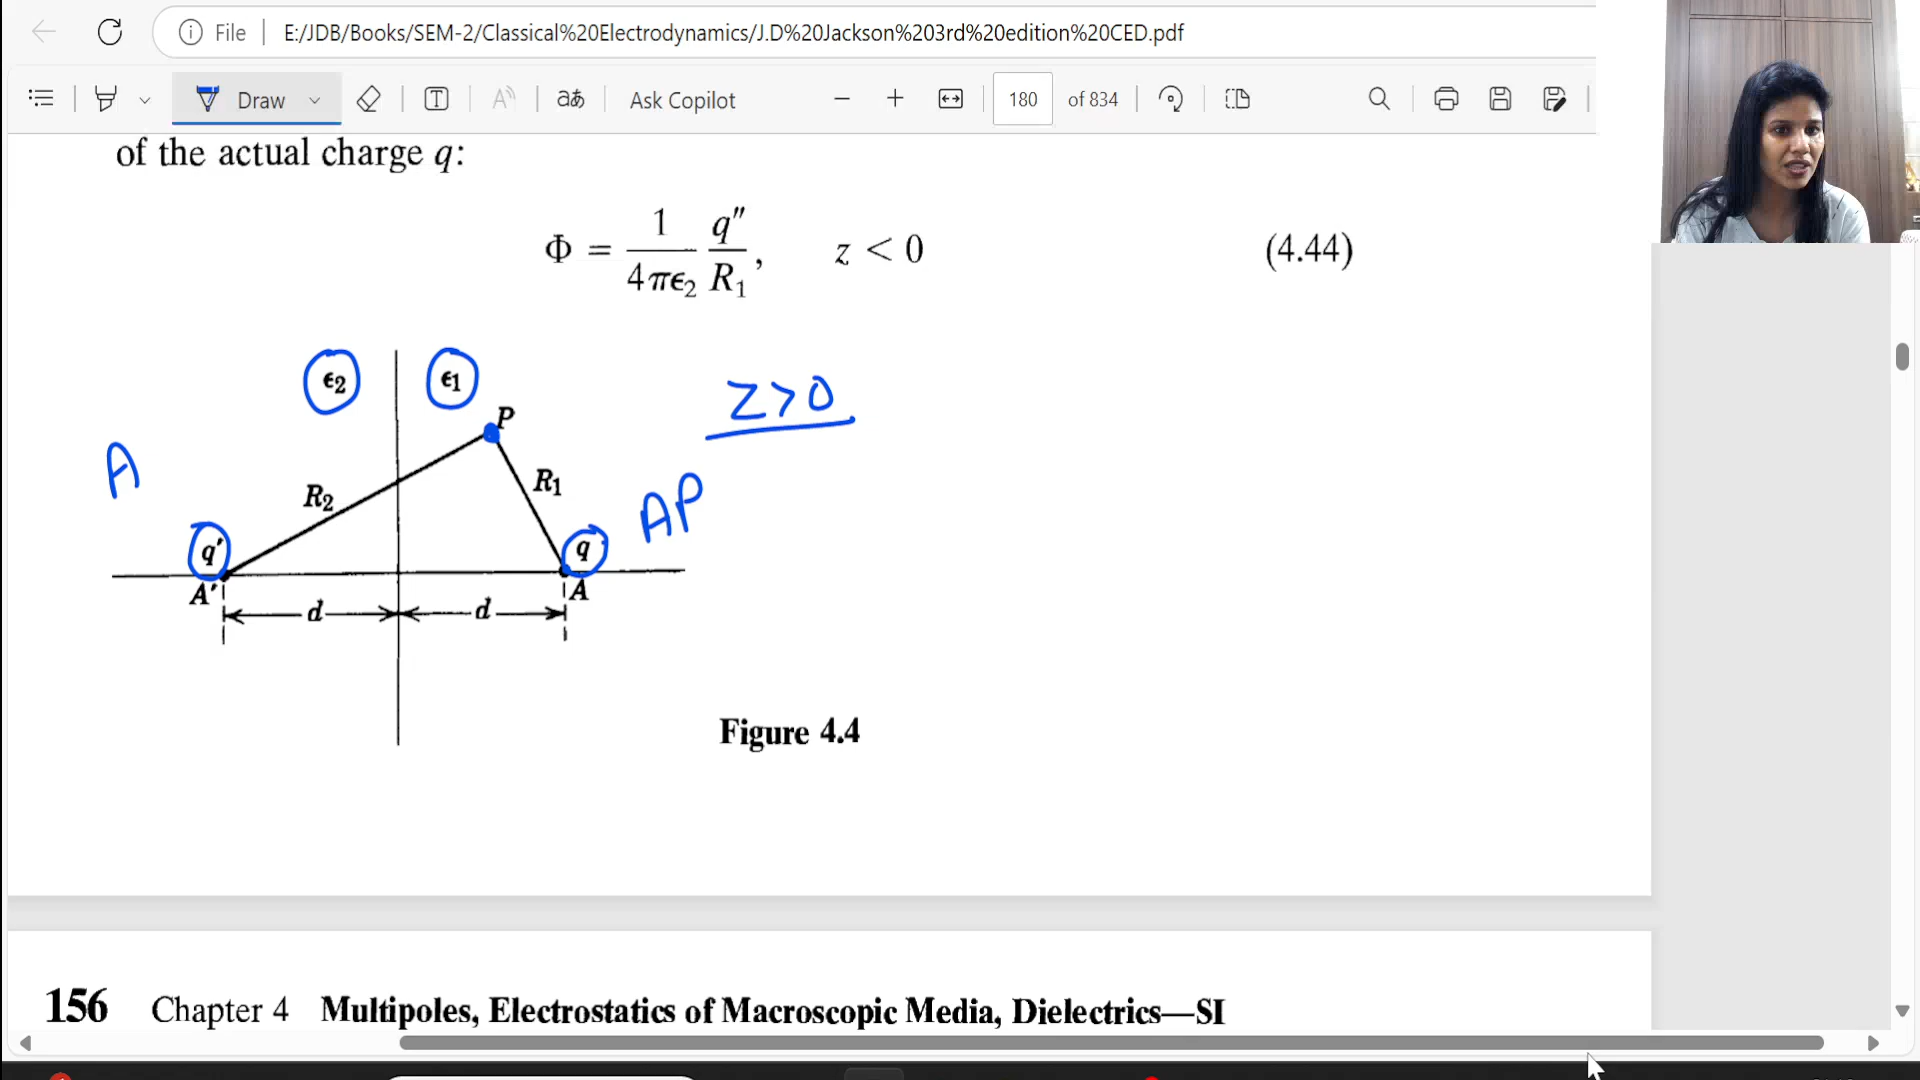 File E:/JDB/Books/SEM-2/Classical%20Electrodynamics/J.D%20Jackson%203rd%20edition%20CED.pdf
Draw T A aあ Ask Copilot 180 of 834
of the actual charge q:
Φ = 1/4πϵ₂ q″/R₁, z < 0 (4.44)
ϵ₂ ϵ₁
z>0
P
A
R₂ R₁
AP
q′ q
A′ A
d d
Figure 4.4
156 Chapter 4 Multipoles, Electrostatics of Macroscopic Media, Dielectrics—SI